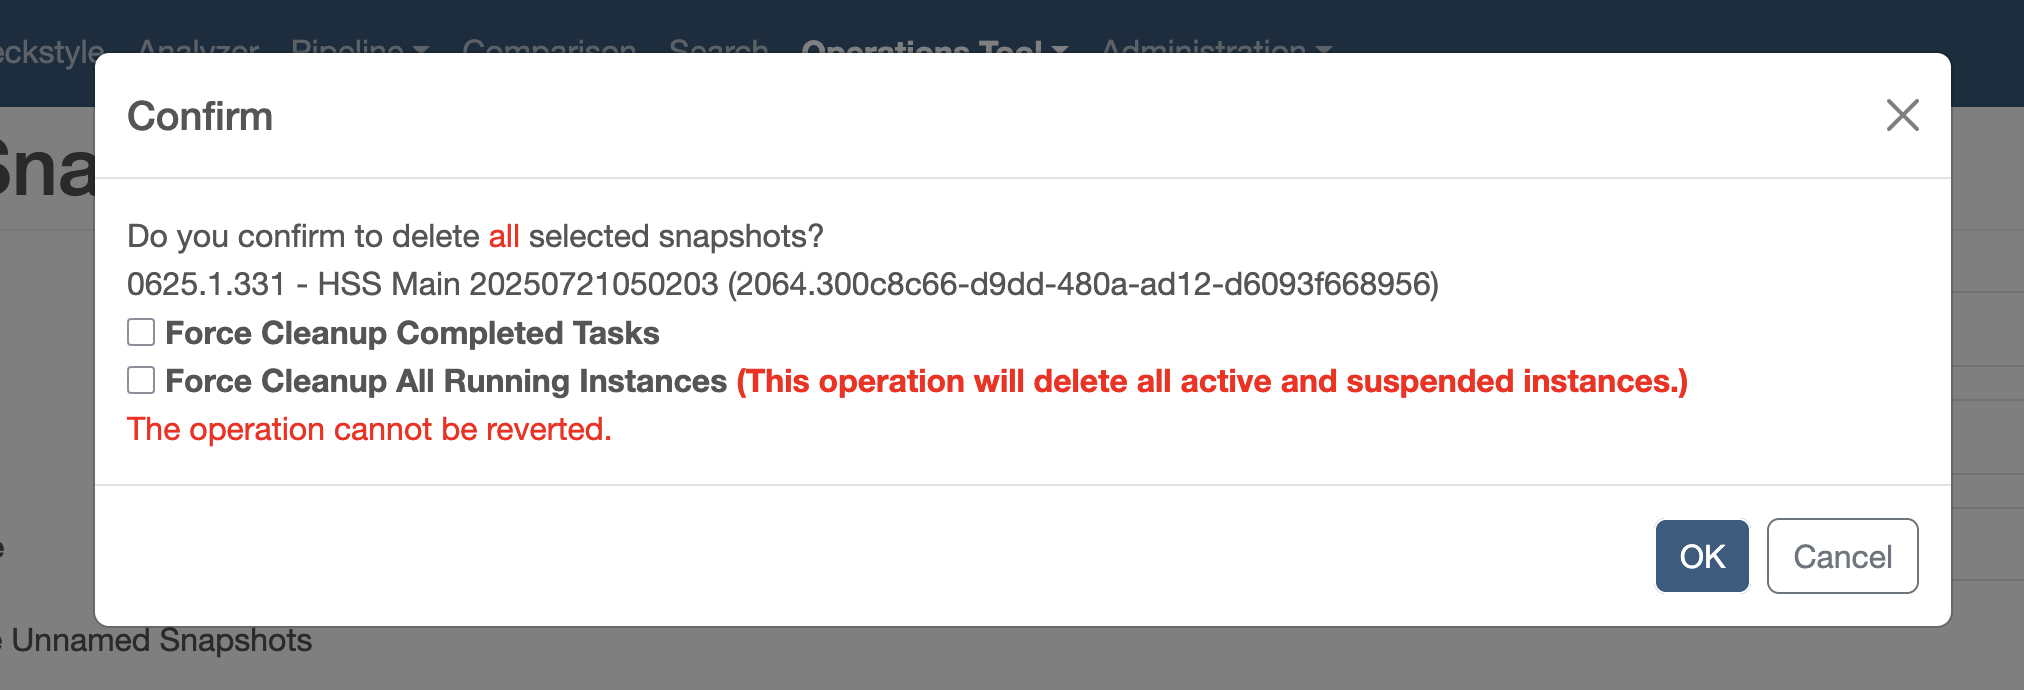 Analyzer Pipeline Comparison Search Operations Tool Administration
Confirm
Do you confirm to delete all selected snapshots?
0625.1.331 - HSS Main 20250721050203 (2064.300c8c66-d9dd-480a-ad12-d6093f668956)
Force Cleanup Completed Tasks
Force Cleanup All Running Instances (This operation will delete all active and suspended instances.)
The operation cannot be reverted.
OK Cancel
Unnamed Snapshots